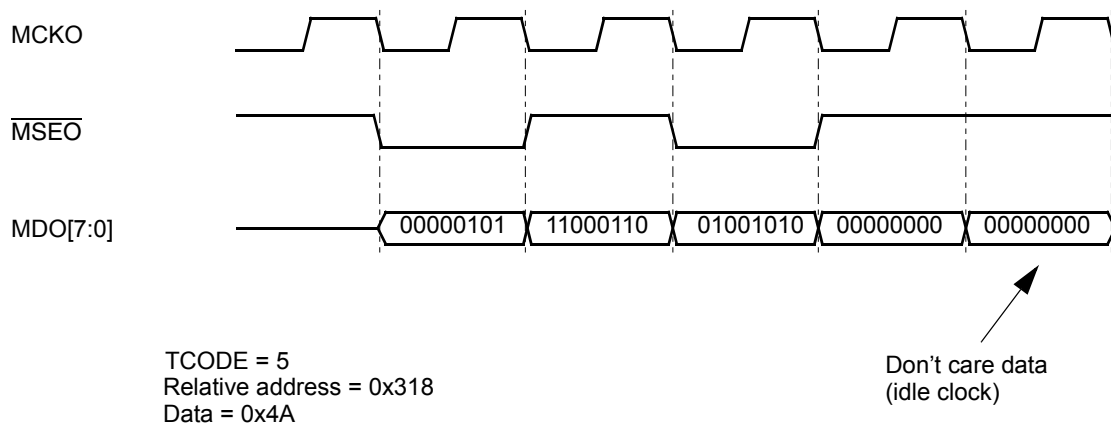 MCKO
MSEO
MDO[7:0] 00000101 11000110 01001010 00000000 00000000
TCODE = 5
Relative address = 0x318
Data = 0x4A
Don’t care data
(idle clock)